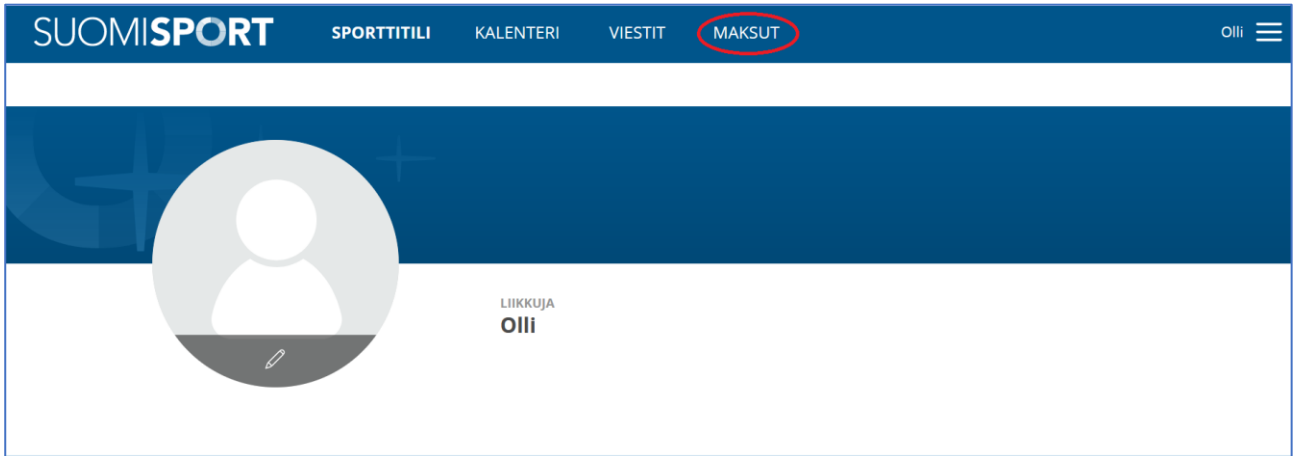 SUOMISPORT SPORTTITILI KALENTERI VIESTIT MAKSUT Olli
LIIKKUJA
Olli